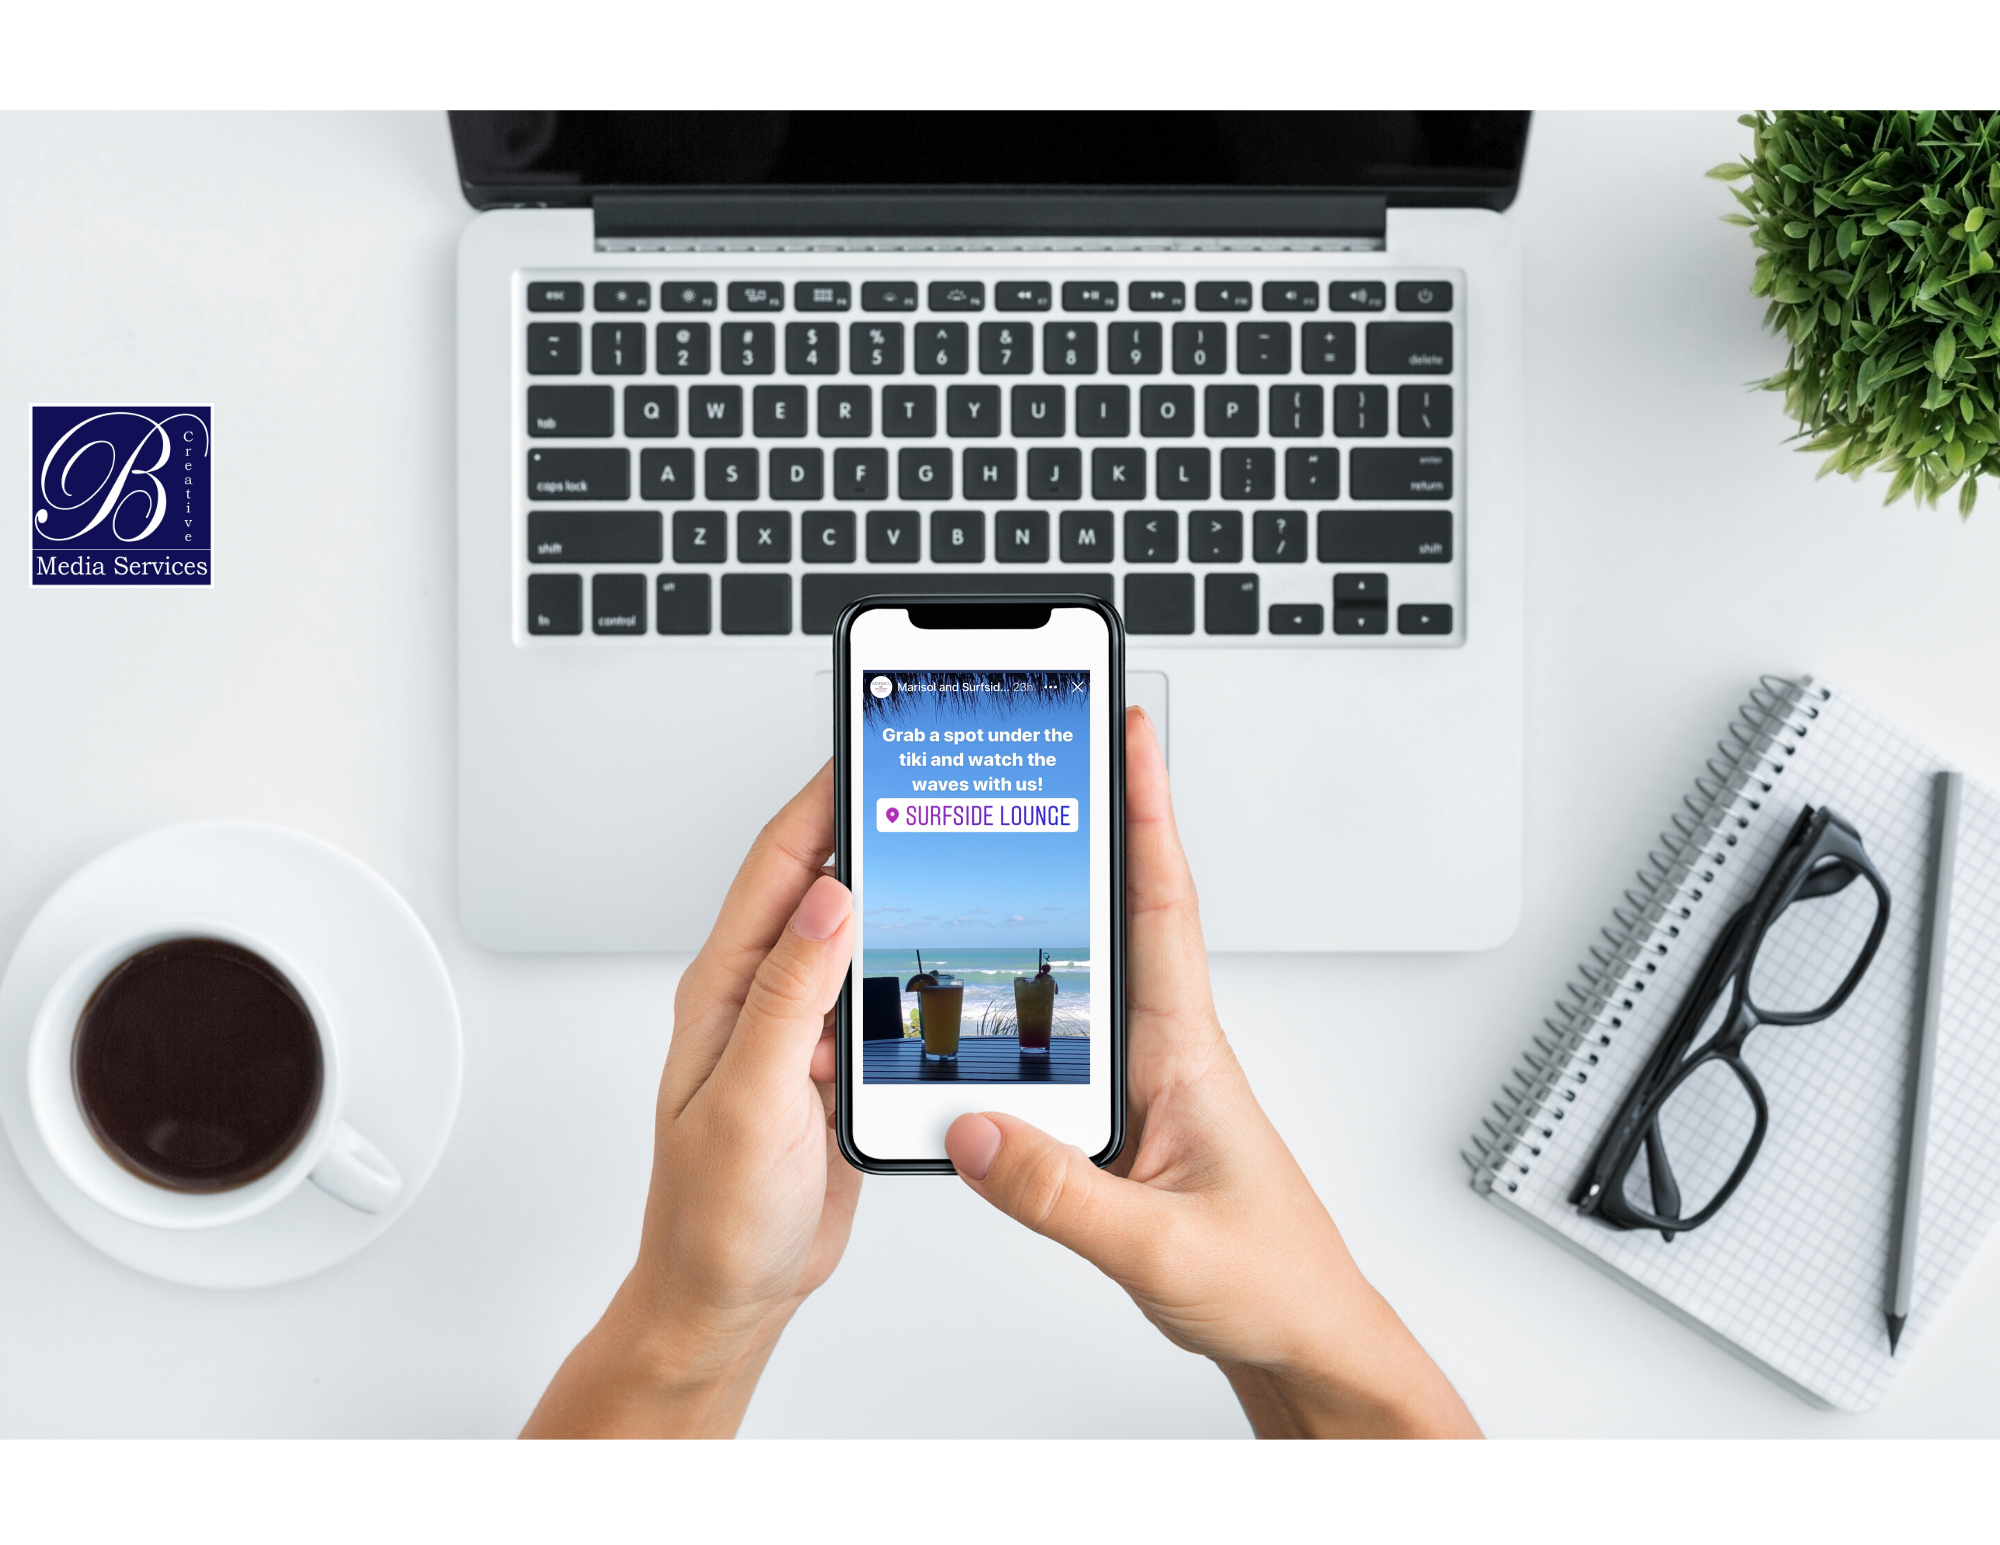 esc
! @ # $ % ^ & * ( ) _ +
1 2 3 4 5 6 7 8 9 0 - =
delete
tab
Q W E R T Y U I O P { } |
[ ] \
caps lock
A S D F G H J K L : "
; '
enter
return
shift
Z X C V B N M < > ?
, . /
shift
fn
control
alt
alt
B
Creative
Media Services
Marisol and Surfsid... 23h ...
Grab a spot under the
tiki and watch the
waves with us!
SURFSIDE LOUNGE